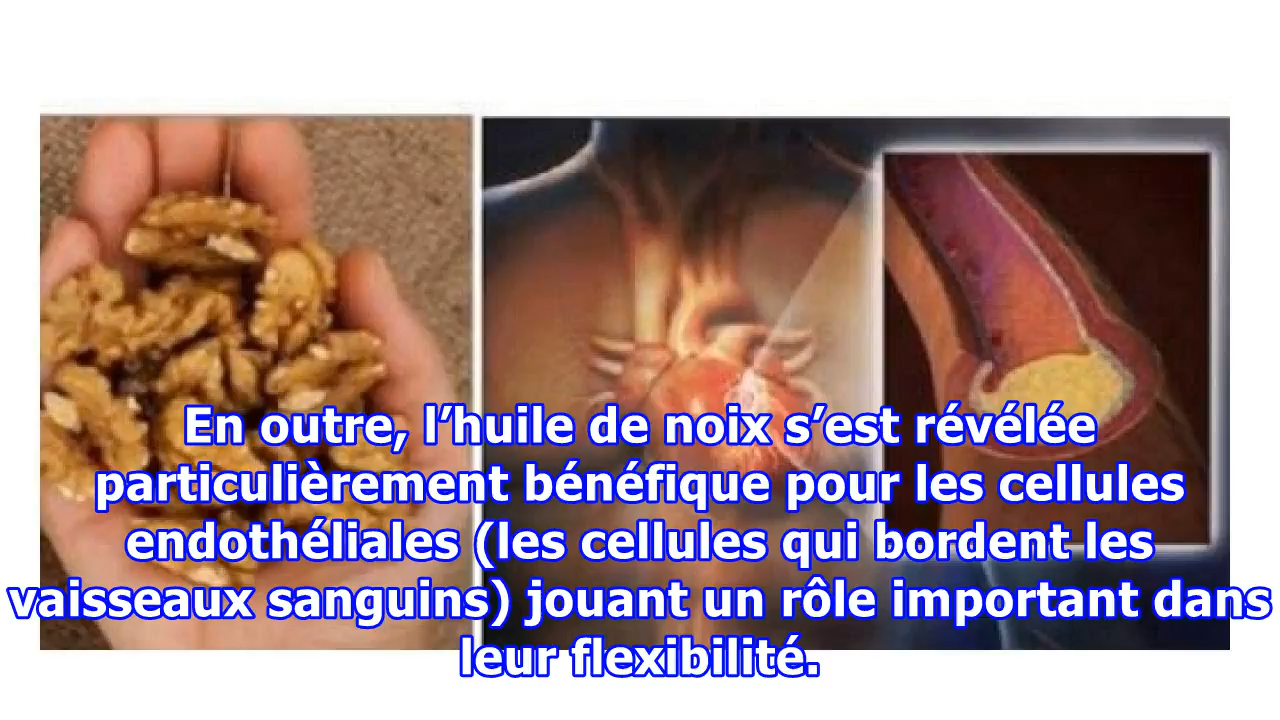 En outre, l’huile de noix s’est révélée
particulièrement bénéfique pour les cellules
endothéliales (les cellules qui bordent les
vaisseaux sanguins) jouant un rôle important dans
leur flexibilité.